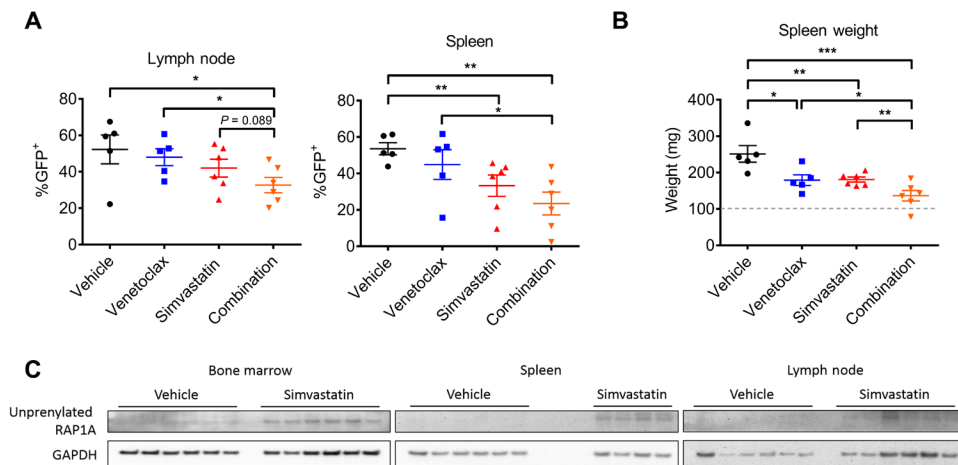 A
Lymph node
*
*
P = 0.089
80
60
40
20
0
%GFP+
Vehicle
Venetoclax
Simvastatin
Combination
Spleen
**
**
*
80
60
40
20
0
%GFP+
Vehicle
Venetoclax
Simvastatin
Combination
B
Spleen weight
***
**
*
*
**
400
300
200
100
0
Weight (mg)
Vehicle
Venetoclax
Simvastatin
Combination
C
Bone marrow
Spleen
Lymph node
Vehicle
Simvastatin
Vehicle
Simvastatin
Vehicle
Simvastatin
Unprenylated
RAP1A
GAPDH